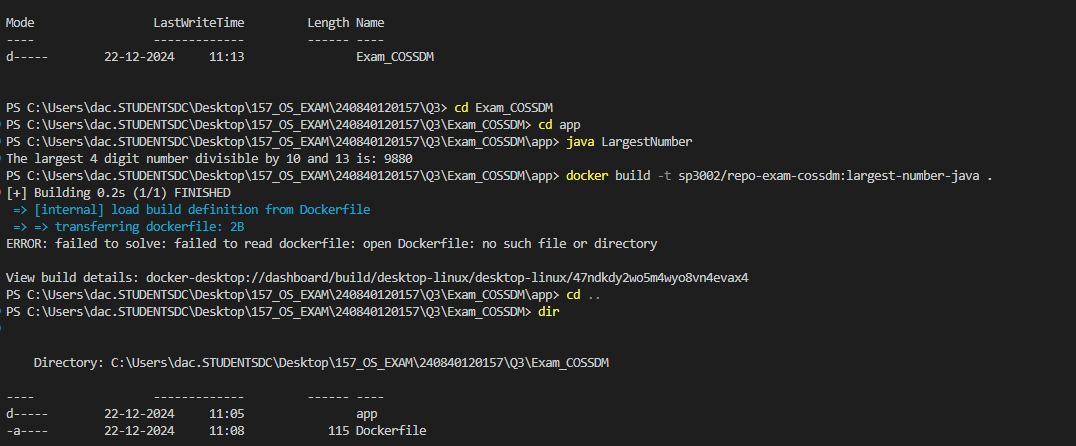 Mode                 LastWriteTime         Length Name
----                 -------------         ------ ----
d-----        22-12-2024     11:13                Exam_COSSDM
PS C:\Users\dac.STUDENTSDC\Desktop\157_OS_EXAM\240840120157\Q3> cd Exam_COSSDM
PS C:\Users\dac.STUDENTSDC\Desktop\157_OS_EXAM\240840120157\Q3\Exam_COSSDM> cd app
PS C:\Users\dac.STUDENTSDC\Desktop\157_OS_EXAM\240840120157\Q3\Exam_COSSDM\app> java LargestNumber
The largest 4 digit number divisible by 10 and 13 is: 9880
PS C:\Users\dac.STUDENTSDC\Desktop\157_OS_EXAM\240840120157\Q3\Exam_COSSDM\app> docker build -t sp3002/repo-exam-cossdm:largest-number-java .
[+] Building 0.2s (1/1) FINISHED
 => [internal] load build definition from Dockerfile
 => => transferring dockerfile: 2B
ERROR: failed to solve: failed to read dockerfile: open Dockerfile: no such file or directory
View build details: docker-desktop://dashboard/build/desktop-linux/desktop-linux/47ndkdy2wo5m4wyo8vn4evax4
PS C:\Users\dac.STUDENTSDC\Desktop\157_OS_EXAM\240840120157\Q3\Exam_COSSDM\app> cd ..
PS C:\Users\dac.STUDENTSDC\Desktop\157_OS_EXAM\240840120157\Q3\Exam_COSSDM> dir
    Directory: C:\Users\dac.STUDENTSDC\Desktop\157_OS_EXAM\240840120157\Q3\Exam_COSSDM
----                 -------------         ------ ----
d-----        22-12-2024     11:05                app
-a----        22-12-2024     11:08            115 Dockerfile